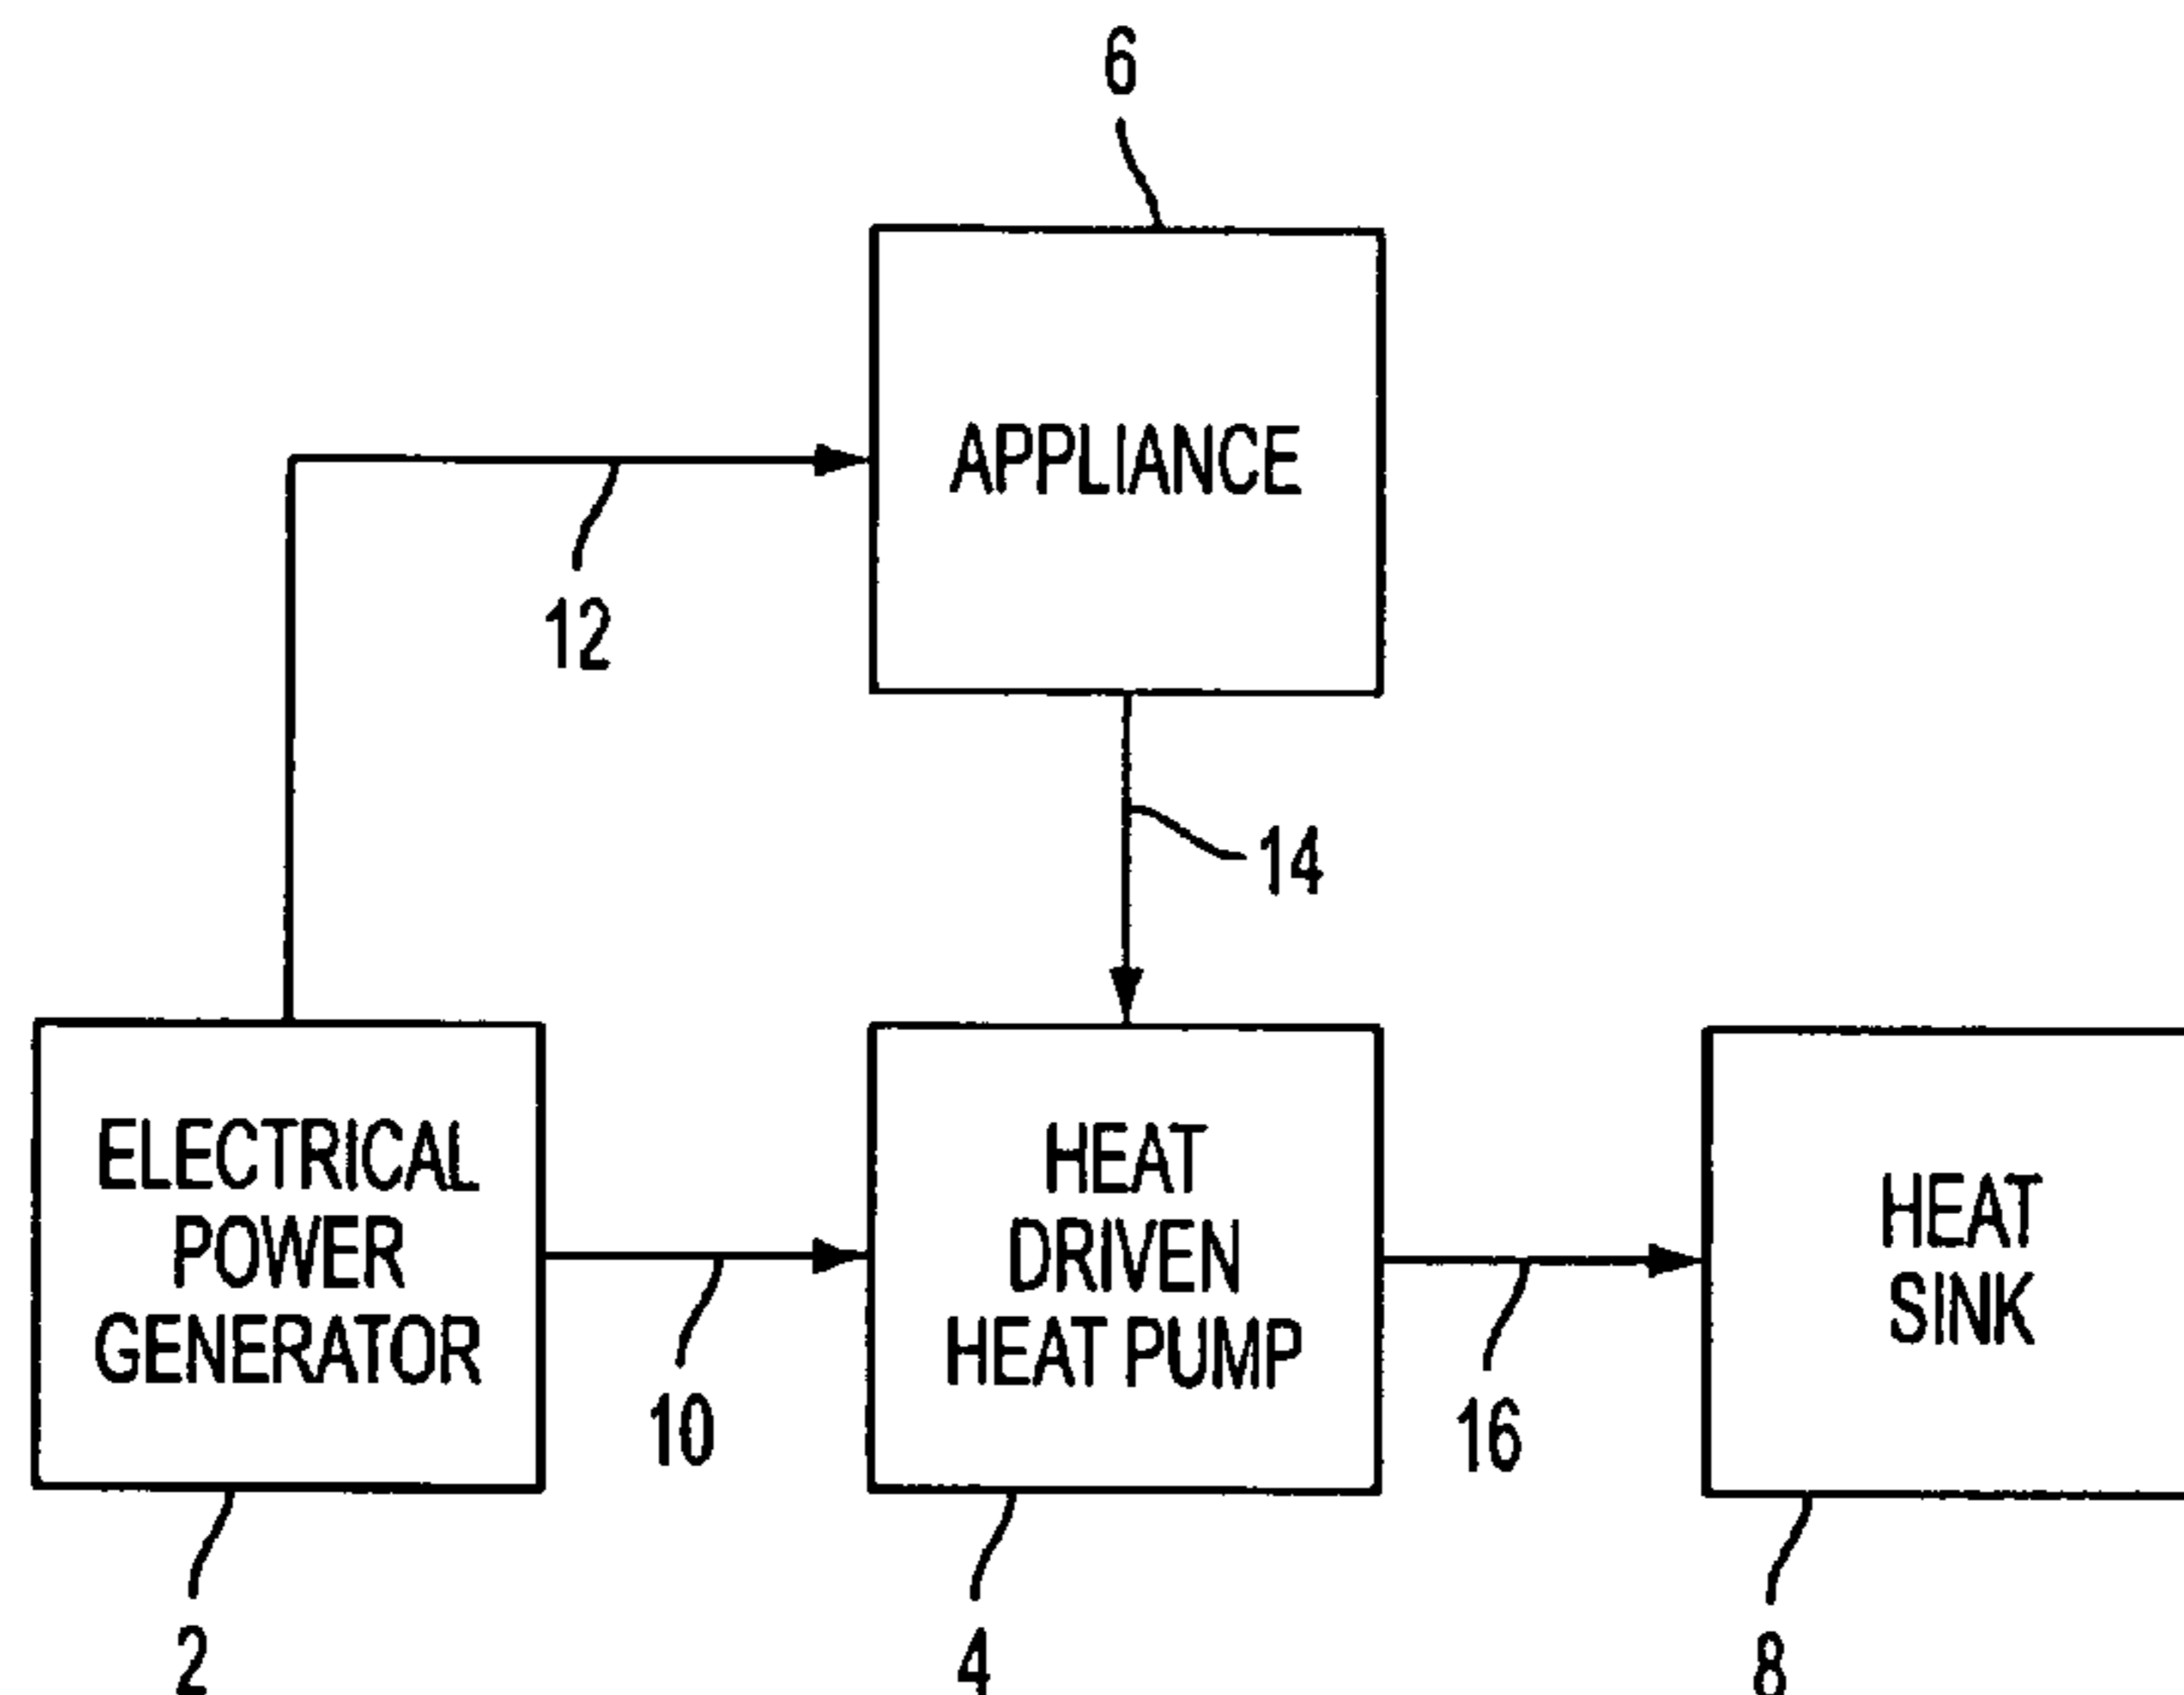 6
APPLIANCE
12
14
ELECTRICAL
POWER
GENERATOR
HEAT
DRIVEN
HEAT PUMP
HEAT
SINK
10
16
2
4
8